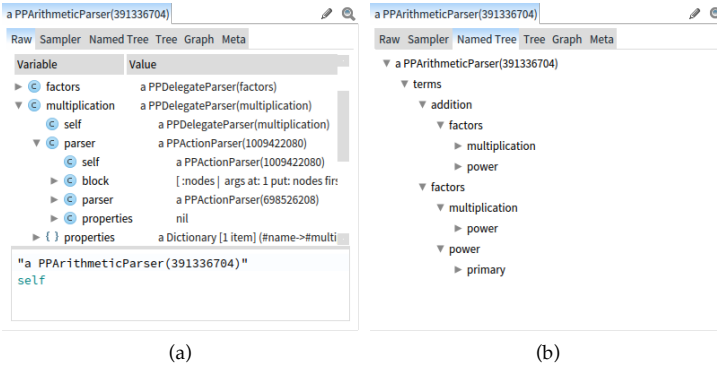 a PPArithmeticParser(391336704)
Raw Sampler Named Tree Tree Graph Meta
Variable Value
factors a PPDelegateParser(factors)
multiplication a PPDelegateParser(multiplication)
self a PPDelegateParser(multiplication)
parser a PPActionParser(1009422080)
self a PPActionParser(1009422080)
block [ :nodes | args at: 1 put: nodes firs
parser a PPActionParser(698526208)
properties nil
{ } properties a Dictionary [1 item] (#name->#multi
"a PPArithmeticParser(391336704)"
self
(a)
a PPArithmeticParser(391336704)
Raw Sampler Named Tree Tree Graph Meta
a PPArithmeticParser(391336704)
terms
addition
factors
multiplication
power
factors
multiplication
power
power
primary
(b)